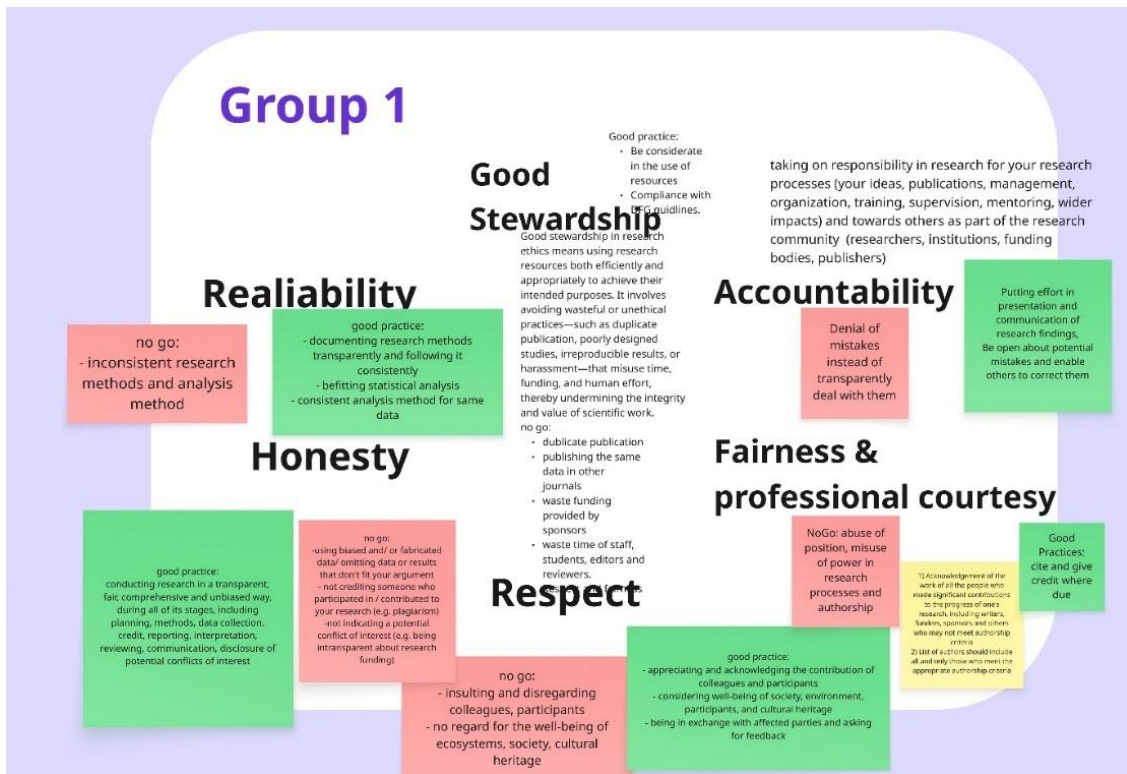 Group 1
Good
Stewardship
Good practice:
• Be considerate
in the use of
resources
• Compliance with
DFG guidlines.
Good stewardship in research
ethics means using research
resources both efficiently and
appropriately to achieve their
intended purposes. It involves
avoiding wasteful or unethical
practices—such as duplicate
publication, poorly designed
studies, irreproducible results, or
harassment—that misuse time,
funding, and human effort,
thereby undermining the integrity
and value of scientific work.
no go:
• dublicate publication
• publishing the same
data in other
journals
• waste funding
provided by
sponsors
• waste time of staff,
students, editors and
reviewers.
taking on responsibility in research for your research
processes (your ideas, publications, management,
organization, training, supervision, mentoring, wider
impacts) and towards others as part of the research
community (researchers, institutions, funding
bodies, publishers)
Accountability
Denial of
mistakes
instead of
transparently
deal with them
Putting effort in
presentation and
communication of
research findings,
Be open about potential
mistakes and enable
others to correct them
Realiability
no go:
- inconsistent research
methods and analysis
method
good practice:
- documenting research methods
transparently and following it
consistently
- befitting statistical analysis
- consistent analysis method for same
data
Honesty
good practice:
conducting research in a transparent,
fair, comprehensive and unbiased way,
during all of its stages, including
planning, methods, data collection,
credit, reporting, interpretation,
reviewing, communication, disclosure of
potential conflicts of interest
no go:
-using biased and/ or fabricated
data/ omitting data or results
that don't fit your argument
- not crediting someone who
participated in / contributed to
your research (e.g. plagiarism)
-not indicating a potential
conflict of interest (e.g. being
intransparent about research
funding)
Fairness &
professional courtesy
NoGo: abuse of
position, misuse
of power in
research
processes and
authorship
Good
Practices:
cite and give
credit where
due
1) Acknowledgement of the
work of all the people who
made significant contributions
to the progress of one's
research, including writers,
funders, sponsors and others
who may not meet authorship
criteria
2) List of authors should include
all and only those who meet the
appropriate authorship criteria
Respect
no go:
- insulting and disregarding
colleagues, participants
- no regard for the well-being of
ecosystems, society, cultural
heritage
good practice:
- appreciating and acknowledging the contribution of
colleagues and participants
- considering well-being of society, environment,
participants, and cultural heritage
- being in exchange with affected parties and asking
for feedback